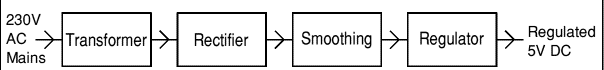 230V
AC
Mains
Transformer
Rectifier
Smoothing
Regulator
Regulated
5V DC